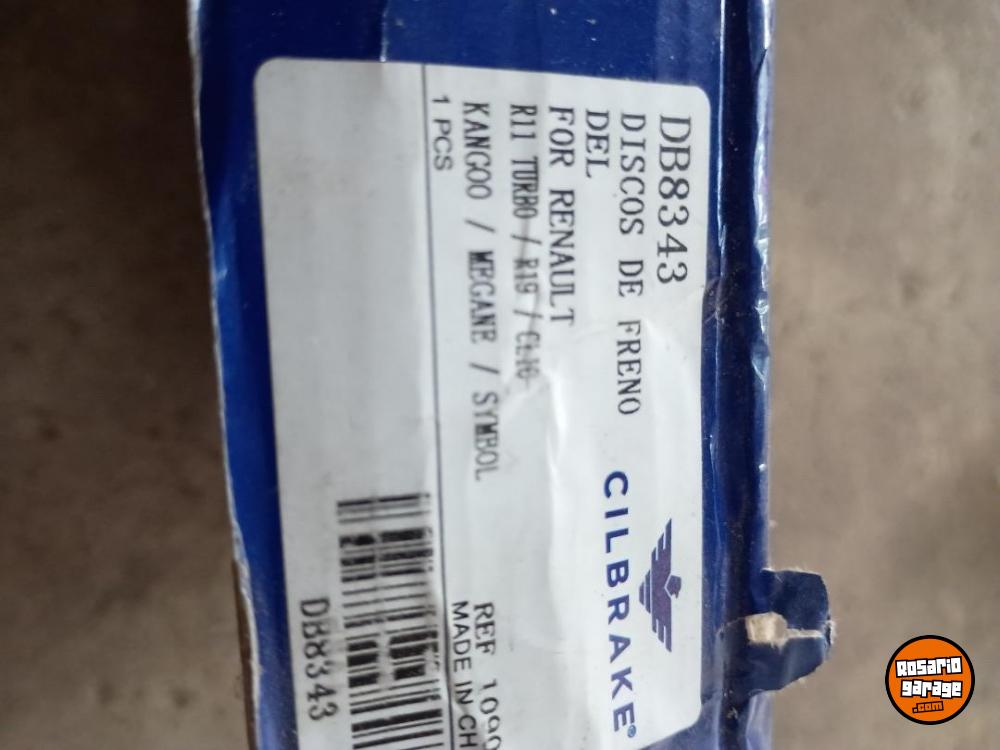 DB8343
DISCOS DE FRENO
DEL
FOR RENAULT
R11 TURBO / R19 / CLIO
KANGOO / MEGANE / SYMBOL
1 PCS
CILBRAKE®
REF 1090
MADE IN CH
DB8343
Rosario
garage
.com